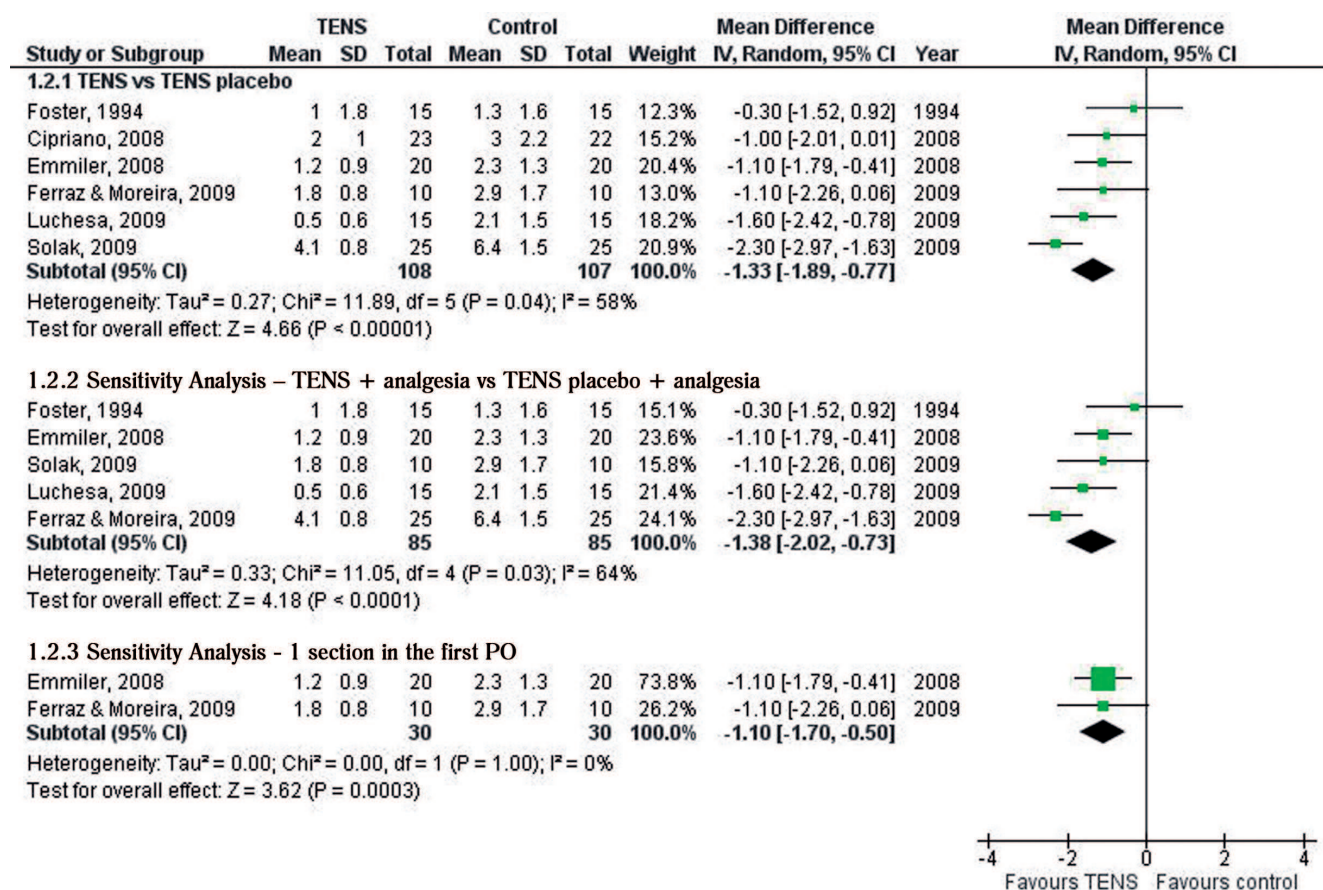 TENS Control Mean Difference Mean Difference
Study or Subgroup Mean SD Total Mean SD Total Weight IV, Random, 95% CI Year IV, Random, 95% CI
1.2.1 TENS vs TENS placebo
Foster, 1994 1 1.8 15 1.3 1.6 15 12.3% -0.30 [-1.52, 0.92] 1994
Cipriano, 2008 2 1 23 3 2.2 22 15.2% -1.00 [-2.01, 0.01] 2008
Emmiler, 2008 1.2 0.9 20 2.3 1.3 20 20.4% -1.10 [-1.79, -0.41] 2008
Ferraz & Moreira, 2009 1.8 0.8 10 2.9 1.7 10 13.0% -1.10 [-2.26, 0.06] 2009
Luchesa, 2009 0.5 0.6 15 2.1 1.5 15 18.2% -1.60 [-2.42, -0.78] 2009
Solak, 2009 4.1 0.8 25 6.4 1.5 25 20.9% -2.30 [-2.97, -1.63] 2009
Subtotal (95% CI) 108 107 100.0% -1.33 [-1.89, -0.77]
Heterogeneity: Tau² = 0.27; Chi² = 11.89, df = 5 (P = 0.04); I² = 58%
Test for overall effect: Z = 4.66 (P < 0.00001)
1.2.2 Sensitivity Analysis – TENS + analgesia vs TENS placebo + analgesia
Foster, 1994 1 1.8 15 1.3 1.6 15 15.1% -0.30 [-1.52, 0.92] 1994
Emmiler, 2008 1.2 0.9 20 2.3 1.3 20 23.6% -1.10 [-1.79, -0.41] 2008
Solak, 2009 1.8 0.8 10 2.9 1.7 10 15.8% -1.10 [-2.26, 0.06] 2009
Luchesa, 2009 0.5 0.6 15 2.1 1.5 15 21.4% -1.60 [-2.42, -0.78] 2009
Ferraz & Moreira, 2009 4.1 0.8 25 6.4 1.5 25 24.1% -2.30 [-2.97, -1.63] 2009
Subtotal (95% CI) 85 85 100.0% -1.38 [-2.02, -0.73]
Heterogeneity: Tau² = 0.33; Chi² = 11.05, df = 4 (P = 0.03); I² = 64%
Test for overall effect: Z = 4.18 (P < 0.0001)
1.2.3 Sensitivity Analysis - 1 section in the first PO
Emmiler, 2008 1.2 0.9 20 2.3 1.3 20 73.8% -1.10 [-1.79, -0.41] 2008
Ferraz & Moreira, 2009 1.8 0.8 10 2.9 1.7 10 26.2% -1.10 [-2.26, 0.06] 2009
Subtotal (95% CI) 30 30 100.0% -1.10 [-1.70, -0.50]
Heterogeneity: Tau² = 0.00; Chi² = 0.00, df = 1 (P = 1.00); I² = 0%
Test for overall effect: Z = 3.62 (P = 0.0003)
-4 -2 0 2 4
Favours TENS Favours control